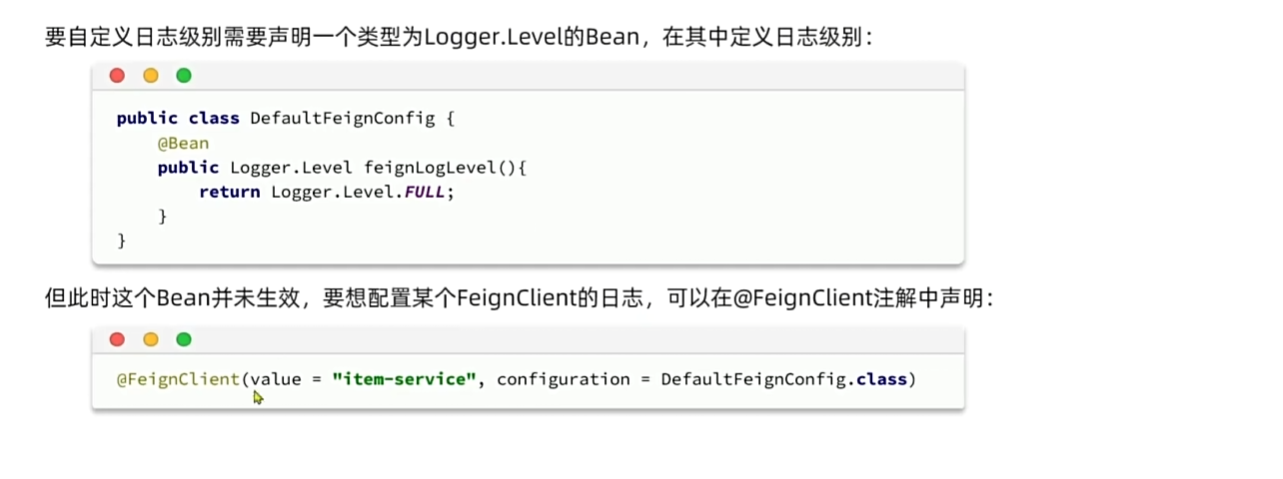 要自定义日志级别需要声明一个类型为Logger.Level的Bean，在其中定义日志级别：
public class DefaultFeignConfig {
@Bean
public Logger.Level feignLogLevel(){
return Logger.Level.FULL;
}
}
但此时这个Bean并未生效，要想配置某个FeignClient的日志，可以在@FeignClient注解中声明：
@FeignClient(value = "item-service", configuration = DefaultFeignConfig.class)